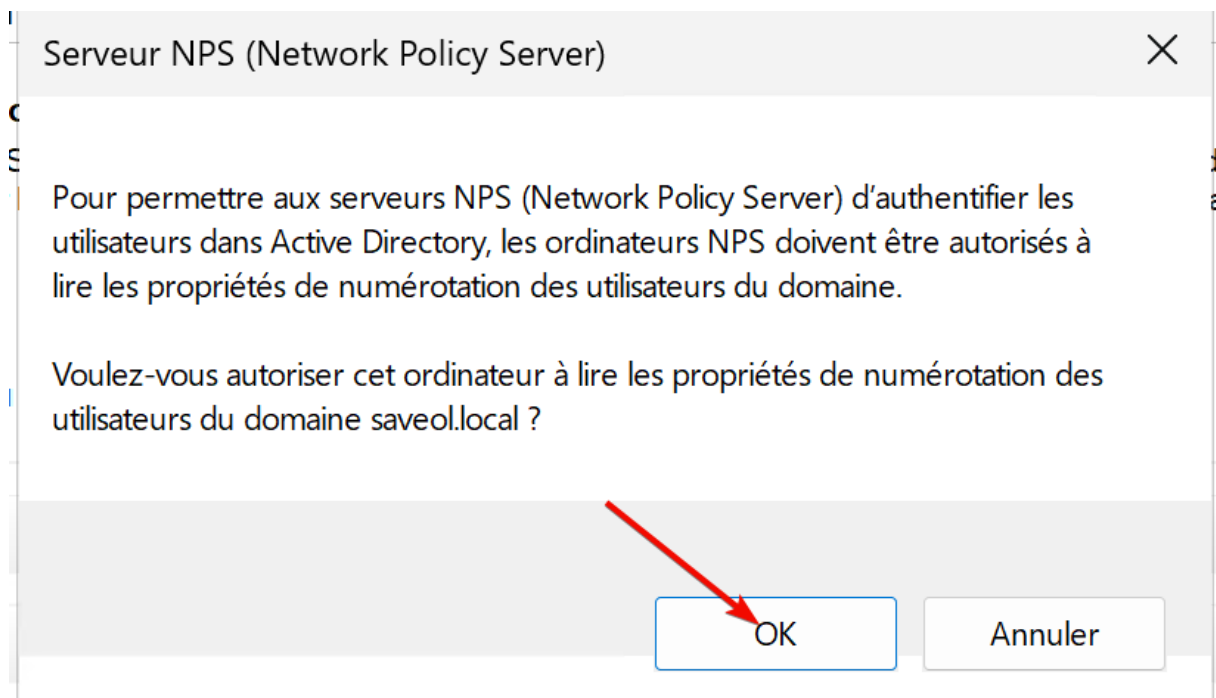 Serveur NPS (Network Policy Server)
Pour permettre aux serveurs NPS (Network Policy Server) d’authentifier les
utilisateurs dans Active Directory, les ordinateurs NPS doivent être autorisés à
lire les propriétés de numérotation des utilisateurs du domaine.
Voulez-vous autoriser cet ordinateur à lire les propriétés de numérotation des
utilisateurs du domaine saveol.local ?
OK
Annuler